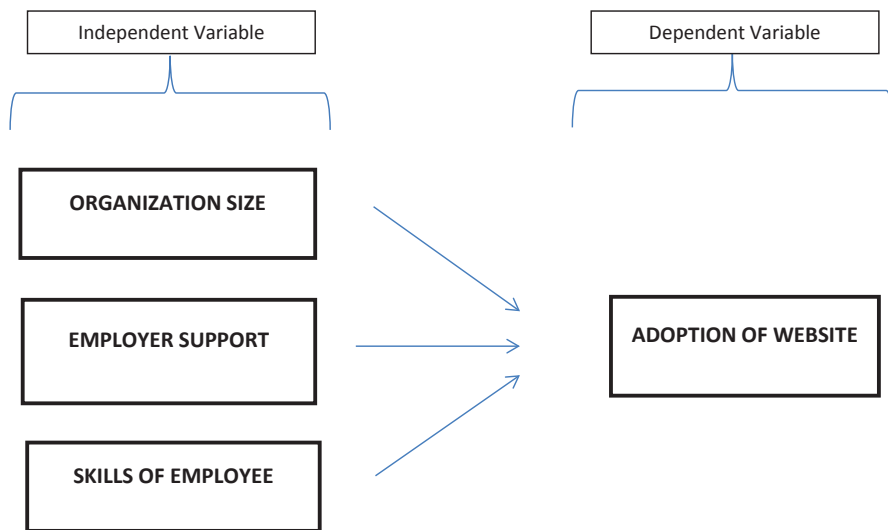 Independent Variable
Dependent Variable
ORGANIZATION SIZE
EMPLOYER SUPPORT
ADOPTION OF WEBSITE
SKILLS OF EMPLOYEE